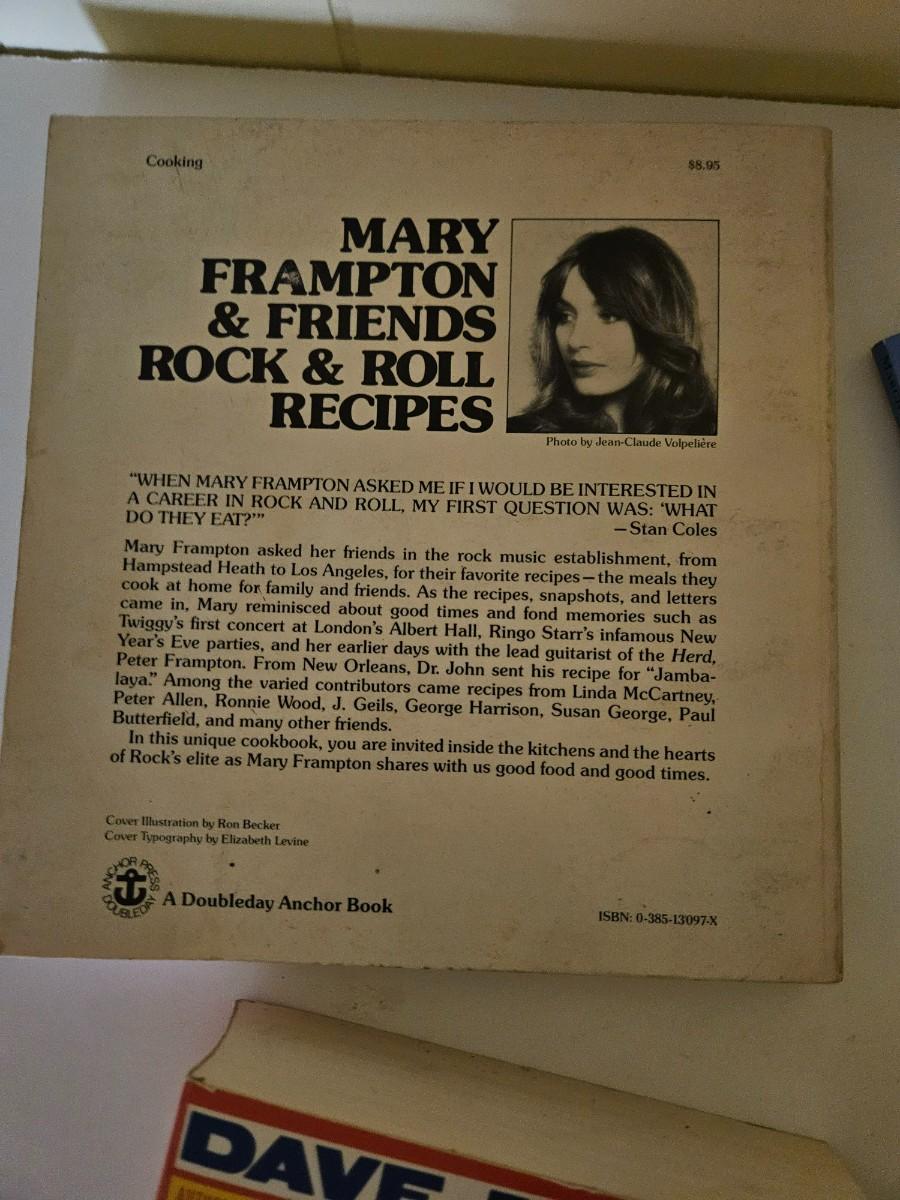 Cooking
$8.95
MARY
FRAMPTON
& FRIENDS
ROCK & ROLL
RECIPES
Photo by Jean-Claude Volpelière
“WHEN MARY FRAMPTON ASKED ME IF I WOULD BE INTERESTED IN
A CAREER IN ROCK AND ROLL, MY FIRST QUESTION WAS: ‘WHAT
DO THEY EAT?’”
—Stan Coles
Mary Frampton asked her friends in the rock music establishment, from
Hampstead Heath to Los Angeles, for their favorite recipes—the meals they
cook at home for family and friends. As the recipes, snapshots, and letters
came in, Mary reminisced about good times and fond memories such as
Twiggy’s first concert at London’s Albert Hall, Ringo Starr’s infamous New
Year’s Eve parties, and her earlier days with the lead guitarist of the Herd,
Peter Frampton. From New Orleans, Dr. John sent his recipe for “Jamba-
laya.” Among the varied contributors came recipes from Linda McCartney,
Peter Allen, Ronnie Wood, J. Geils, George Harrison, Susan George, Paul
Butterfield, and many other friends.
In this unique cookbook, you are invited inside the kitchens and the hearts
of Rock’s elite as Mary Frampton shares with us good food and good times.
Cover Illustration by Ron Becker
Cover Typography by Elizabeth Levine
ANCHOR PRESS
DOUBLEDAY
A Doubleday Anchor Book
ISBN: 0-385-13097-X
DAVE